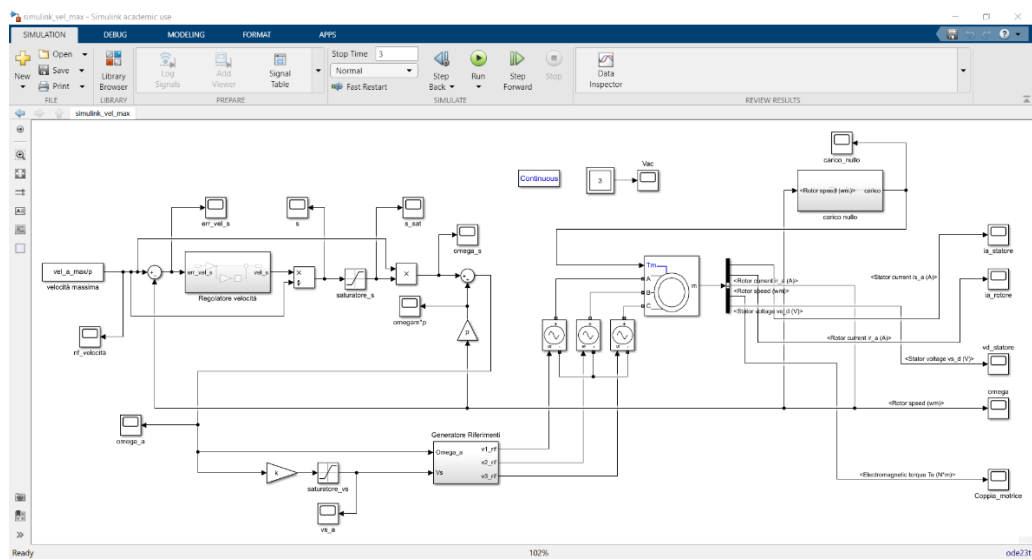 simulink_vel_max - Simulink academic use
SIMULATION DEBUG MODELING FORMAT APPS
New
Open
Save
Print
FILE
Library Browser
LIBRARY
Log Signals
Add Viewer
Signal Table
PREPARE
Stop Time 3
Normal
Fast Restart
Step Back
Run
Step Forward
Stop
SIMULATE
Data Inspector
REVIEW RESULTS
simulink_vel_max
carico_nullo
Vac
Continuous
3
<Rotor speed (wm)> carico
carico nullo
err_vel_s
s
s_sat
omega_s
ia_statore
vel_a_max/p
velocità massima
err_vel_s vel_s
Regolatore velocità
saturatore_s
Tm
A
B
C
m
<Stator current ia_a (A)>
<Rotor current ir_a (A)>
<Rotor speed (wm)>
<Stator voltage vs_d (V)>
ia_rotore
omegam*p
p
rif_velocità
<Rotor current ir_a (A)>
vd_statore
<Stator voltage vs_d (V)>
omega
<Rotor speed (wm)>
omega_a
Generatore Riferimenti
Omega_a
Vs
v1_rif
v2_rif
v3_rif
k
saturatore_vs
vs_a
<Electromagnetic torque Te (N*m)>
Coppia_motrice
Ready
102%
ode23t